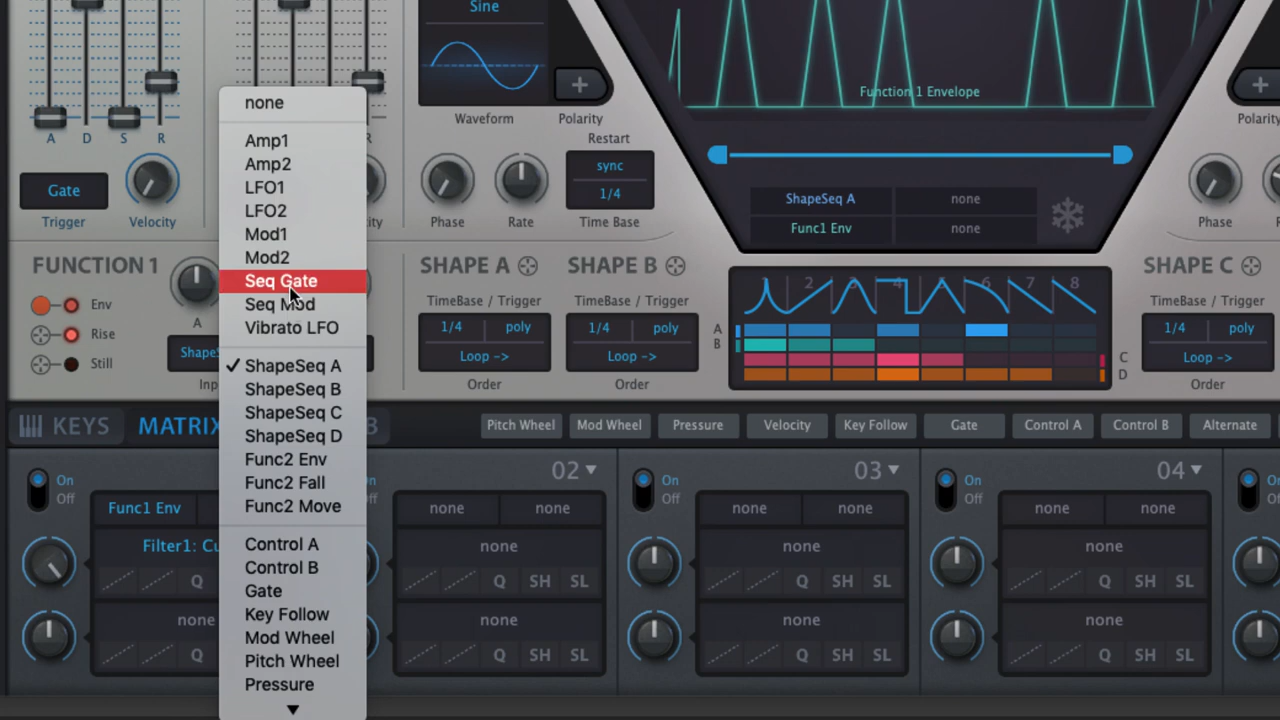 Sine
Function 1 Envelope
Waveform
Polarity
Restart
sync
1/4
Time Base
Phase
Rate
A D S R
R
Gate
Trigger
Velocity
ShapeSeq A none
Func1 Env none
Polarity
Phase
FUNCTION 1
Env
Rise
Still
A
none
Amp1
Amp2
LFO1
LFO2
Mod1
Mod2
Seq Gate
Seq Mod
Vibrato LFO
✓ ShapeSeq A
ShapeSeq B
ShapeSeq C
ShapeSeq D
Func2 Env
Func2 Fall
Func2 Move
Control A
Control B
Gate
Key Follow
Mod Wheel
Pitch Wheel
Pressure
SHAPE A
TimeBase / Trigger
1/4 poly
Loop ->
Order
SHAPE B
TimeBase / Trigger
1/4 poly
Loop ->
Order
1 2 3 4 5 6 7 8
A
B
C
D
SHAPE C
TimeBase / Trigger
1/4 poly
Loop ->
Order
KEYS MATRIX B
Pitch Wheel Mod Wheel Pressure Velocity Key Follow Gate Control A Control B Alternate
On
Off
Func1 Env
Filter1:
Q
none
Q
02
none none
none
Q SH SL
none
Q SH SL
On
Off
03
none none
none
Q SH SL
none
Q SH SL
On
Off
04
none none
none
Q SH SL
none
Q SH SL
On
Off